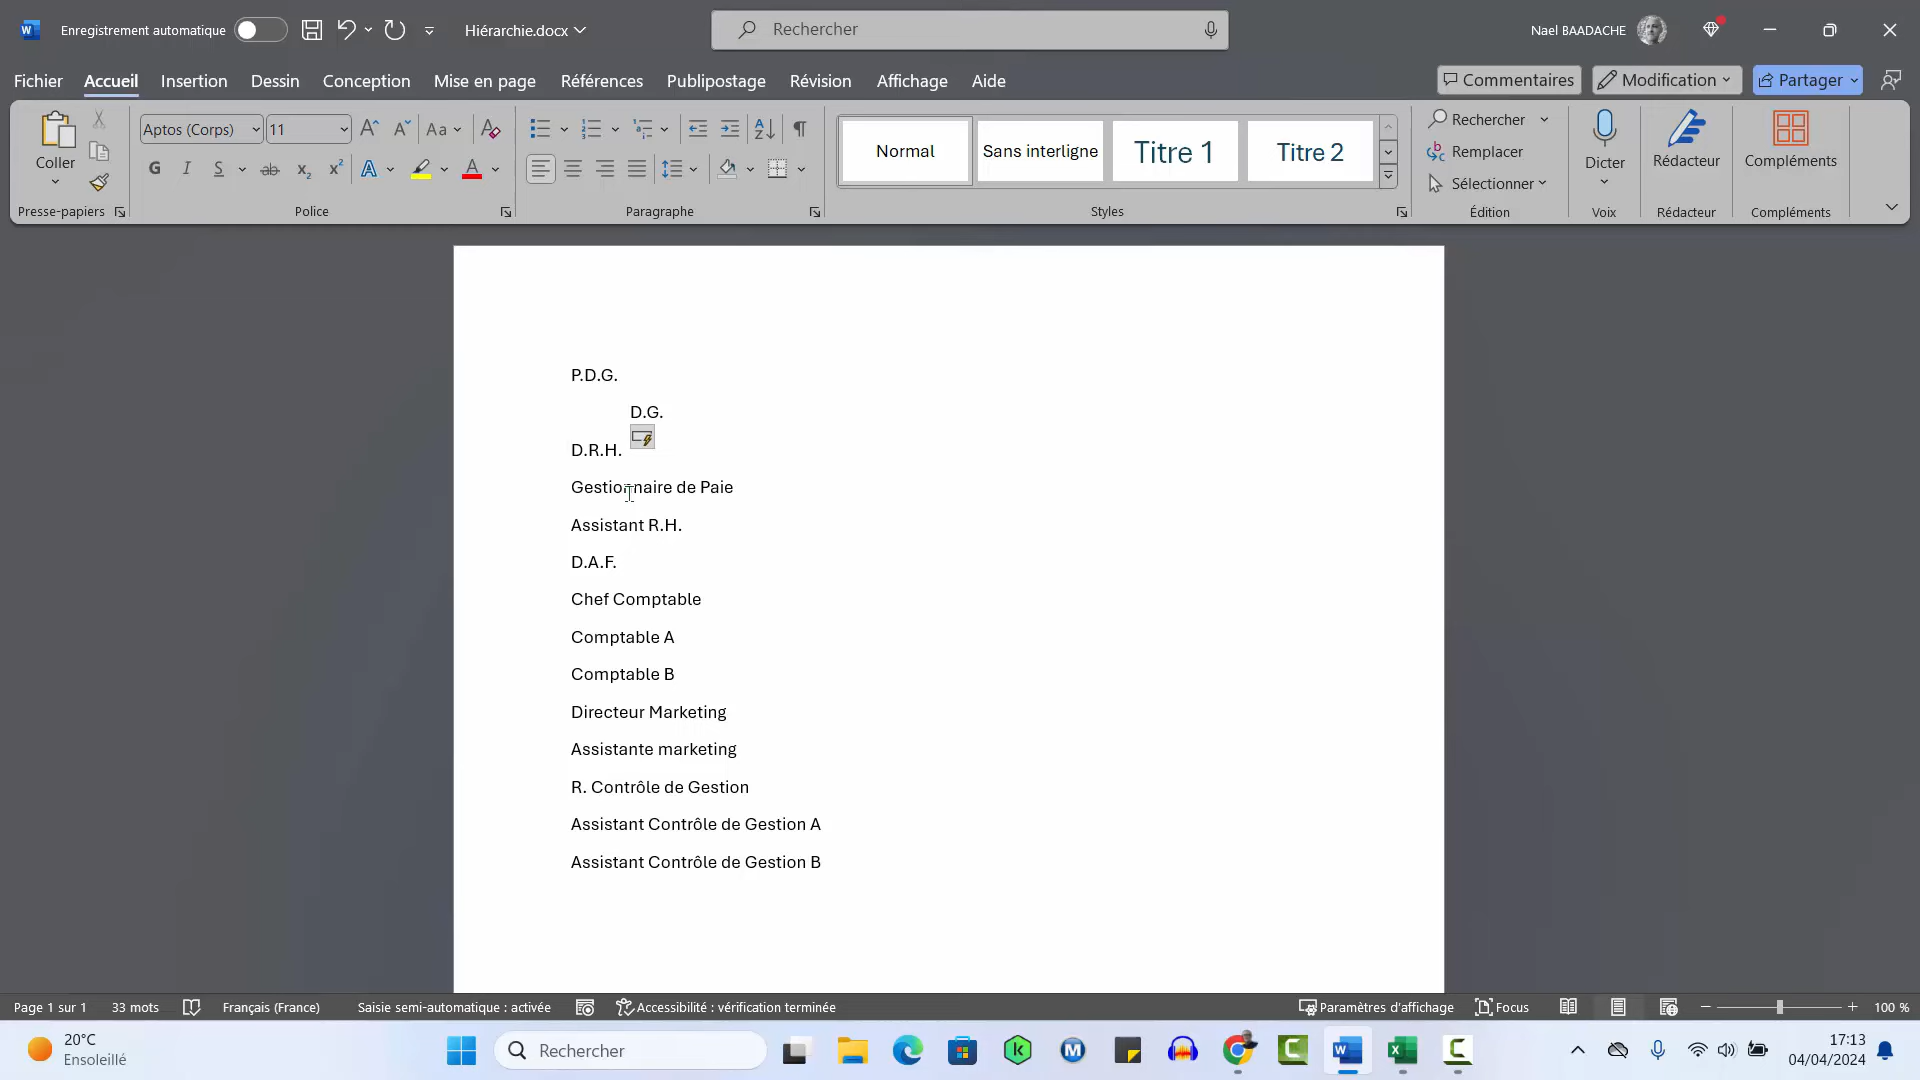 Enregistrement automatique
Hiérarchie.docx
Rechercher
Nael BAADACHE
Fichier Accueil Insertion Dessin Conception Mise en page Références Publipostage Révision Affichage Aide
Commentaires Modification Partager
Coller
Presse-papiers
Aptos (Corps) 11
Aa
G I S ab x₂ x² A A
Police
Paragraphe
Normal
Sans interligne
Titre 1
Titre 2
Styles
Rechercher
Remplacer
Sélectionner
Édition
Dicter
Voix
Rédacteur
Rédacteur
Compléments
Compléments
P.D.G.
D.G.
D.R.H.
Gestionnaire de Paie
Assistant R.H.
D.A.F.
Chef Comptable
Comptable A
Comptable B
Directeur Marketing
Assistante marketing
R. Contrôle de Gestion
Assistant Contrôle de Gestion A
Assistant Contrôle de Gestion B
Page 1 sur 1 33 mots Français (France) Saisie semi-automatique : activée Accessibilité : vérification terminée Paramètres d'affichage Focus 100 %
20°C
Ensoleillé
Rechercher
17:13
04/04/2024